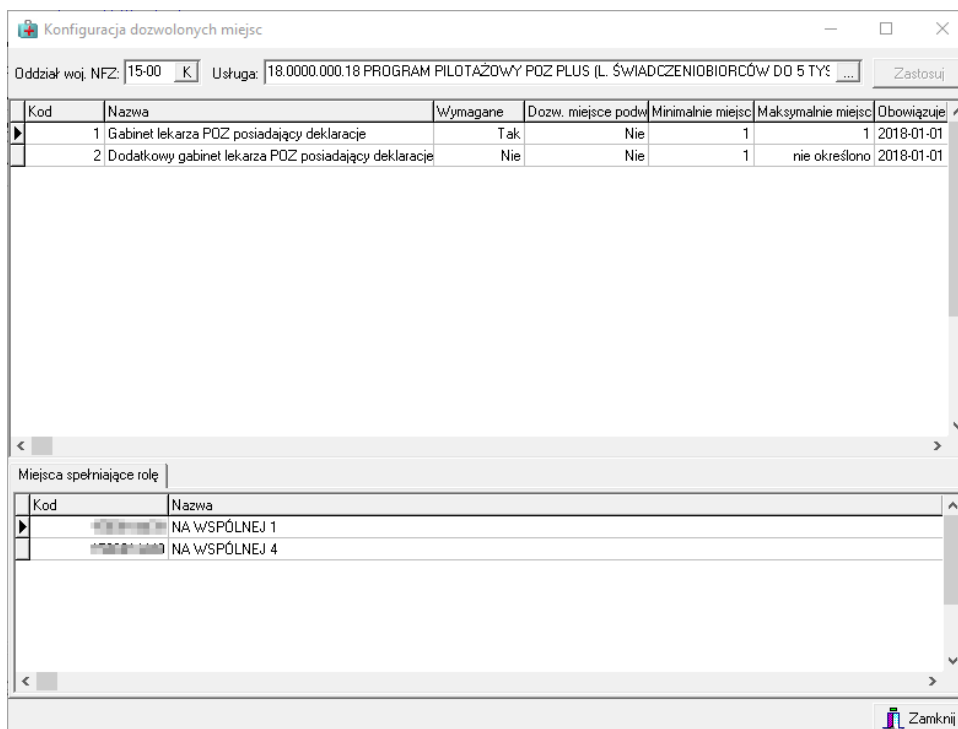 Konfiguracja dozwolonych miejsc
Oddział woj. NFZ: 15-00 K Usługa: 18.0000.000.18 PROGRAM PILOTAŻOWY POZ PLUS (L. ŚWIADCZENIOBIORCÓW DO 5 TYS ... Zastosuj
Kod Nazwa Wymagane Dozw. miejsce podw Minimalnie miejsc Maksymalnie miejsc Obowiązuje
1 Gabinet lekarza POZ posiadający deklaracje Tak Nie 1 1 2018-01-01
2 Dodatkowy gabinet lekarza POZ posiadający deklaracje Nie Nie 1 nie określono 2018-01-01
Miejsca spełniające rolę
Kod Nazwa
NA WSPÓLNEJ 1
NA WSPÓLNEJ 4
Zamknij